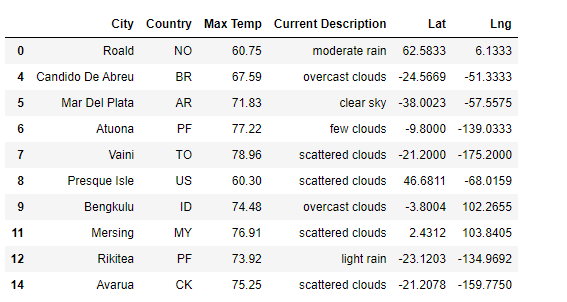 City Country Max Temp Current Description Lat Lng
0 Roald NO 60.75 moderate rain 62.5833 6.1333
4 Candido De Abreu BR 67.59 overcast clouds -24.5669 -51.3333
5 Mar Del Plata AR 71.83 clear sky -38.0023 -57.5575
6 Atuona PF 77.22 few clouds -9.8000 -139.0333
7 Vaini TO 78.96 scattered clouds -21.2000 -175.2000
8 Presque Isle US 60.30 scattered clouds 46.6811 -68.0159
9 Bengkulu ID 74.48 overcast clouds -3.8004 102.2655
11 Mersing MY 76.91 scattered clouds 2.4312 103.8405
12 Rikitea PF 73.92 light rain -23.1203 -134.9692
14 Avarua CK 75.25 scattered clouds -21.2078 -159.7750